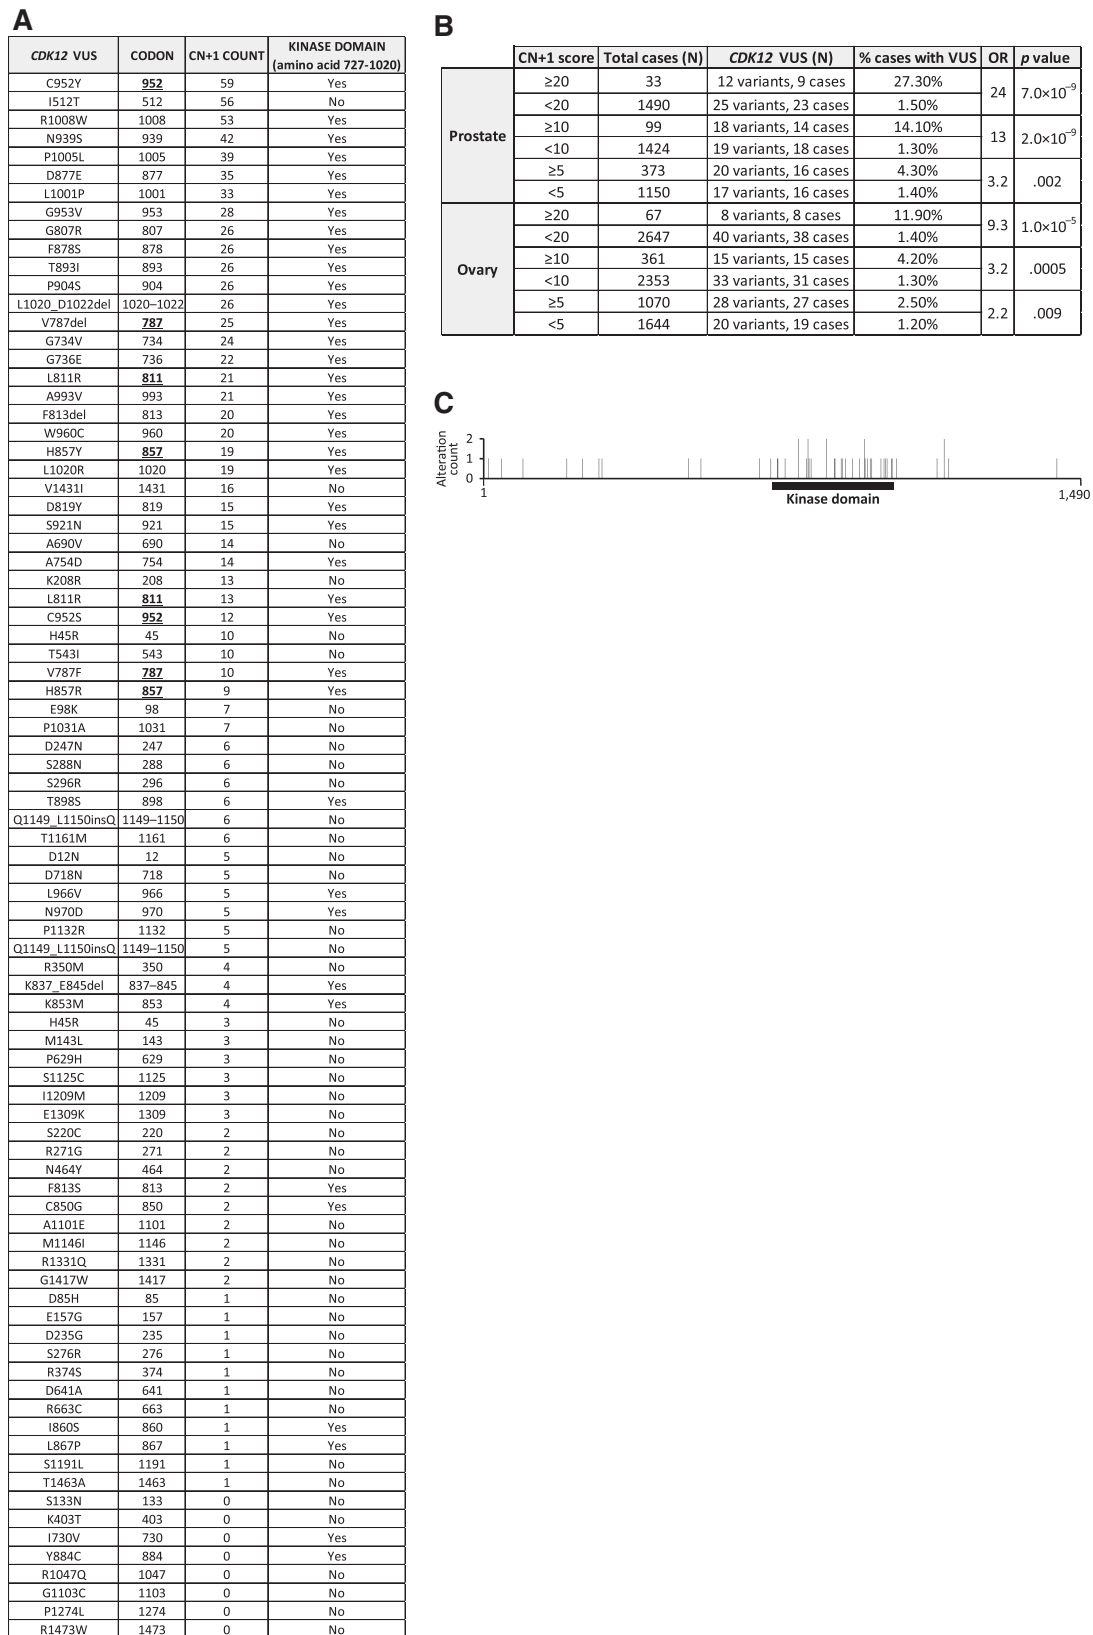 A
CDK12 VUS CODON CN+1 COUNT KINASE DOMAIN
(amino acid 727-1020)
C952Y 952 59 Yes
I512T 512 56 No
R1008W 1008 53 Yes
N939S 939 42 Yes
P1005L 1005 39 Yes
D877E 877 35 Yes
L1001P 1001 33 Yes
G953V 953 28 Yes
G807R 807 26 Yes
F878S 878 26 Yes
T893I 893 26 Yes
P904S 904 26 Yes
L1020_D1022del 1020–1022 26 Yes
V787del 787 25 Yes
G734V 734 24 Yes
G736E 736 22 Yes
L811R 811 21 Yes
A993V 993 21 Yes
F813del 813 20 Yes
W960C 960 20 Yes
H857Y 857 19 Yes
L1020R 1020 19 Yes
V1431I 1431 16 No
D819Y 819 15 Yes
S921N 921 15 Yes
A690V 690 14 No
A754D 754 14 Yes
K208R 208 13 No
L811R 811 13 Yes
C952S 952 12 Yes
H45R 45 10 No
T543I 543 10 No
V787F 787 10 Yes
H857R 857 9 Yes
E98K 98 7 No
P1031A 1031 7 No
D247N 247 6 No
S288N 288 6 No
S296R 296 6 No
T898S 898 6 Yes
Q1149_L1150insQ 1149–1150 6 No
T1161M 1161 6 No
D12N 12 5 No
D718N 718 5 No
L966V 966 5 Yes
N970D 970 5 Yes
P1132R 1132 5 No
Q1149_L1150insQ 1149–1150 5 No
R350M 350 4 No
K837_E845del 837–845 4 Yes
K853M 853 4 Yes
H45R 45 3 No
M143L 143 3 No
P629H 629 3 No
S1125C 1125 3 No
I1209M 1209 3 No
E1309K 1309 3 No
S220C 220 2 No
R271G 271 2 No
N464Y 464 2 No
F813S 813 2 Yes
C850G 850 2 Yes
A1101E 1101 2 No
M1146I 1146 2 No
R1331Q 1331 2 No
G1417W 1417 2 No
D85H 85 1 No
E157G 157 1 No
D235G 235 1 No
S276R 276 1 No
R374S 374 1 No
D641A 641 1 No
R663C 663 1 No
I860S 860 1 Yes
L867P 867 1 Yes
S1191L 1191 1 No
T1463A 1463 1 No
S133N 133 0 No
K403T 403 0 No
I730V 730 0 Yes
Y884C 884 0 Yes
R1047Q 1047 0 No
G1103C 1103 0 No
P1274L 1274 0 No
R1473W 1473 0 No
B
CN+1 score Total cases (N) CDK12 VUS (N) % cases with VUS OR p value
Prostate
≥20 33 12 variants, 9 cases 27.30% 24 7.0×10⁻⁹
<20 1490 25 variants, 23 cases 1.50%
≥10 99 18 variants, 14 cases 14.10% 13 2.0×10⁻⁹
<10 1424 19 variants, 18 cases 1.30%
≥5 373 20 variants, 16 cases 4.30% 3.2 .002
<5 1150 17 variants, 16 cases 1.40%
Ovary
≥20 67 8 variants, 8 cases 11.90% 9.3 1.0×10⁻⁵
<20 2647 40 variants, 38 cases 1.40%
≥10 361 15 variants, 15 cases 4.20% 3.2 .0005
<10 2353 33 variants, 31 cases 1.30%
≥5 1070 28 variants, 27 cases 2.50% 2.2 .009
<5 1644 20 variants, 19 cases 1.20%
C
Alteration
count
2
1
0
1 1,490
Kinase domain